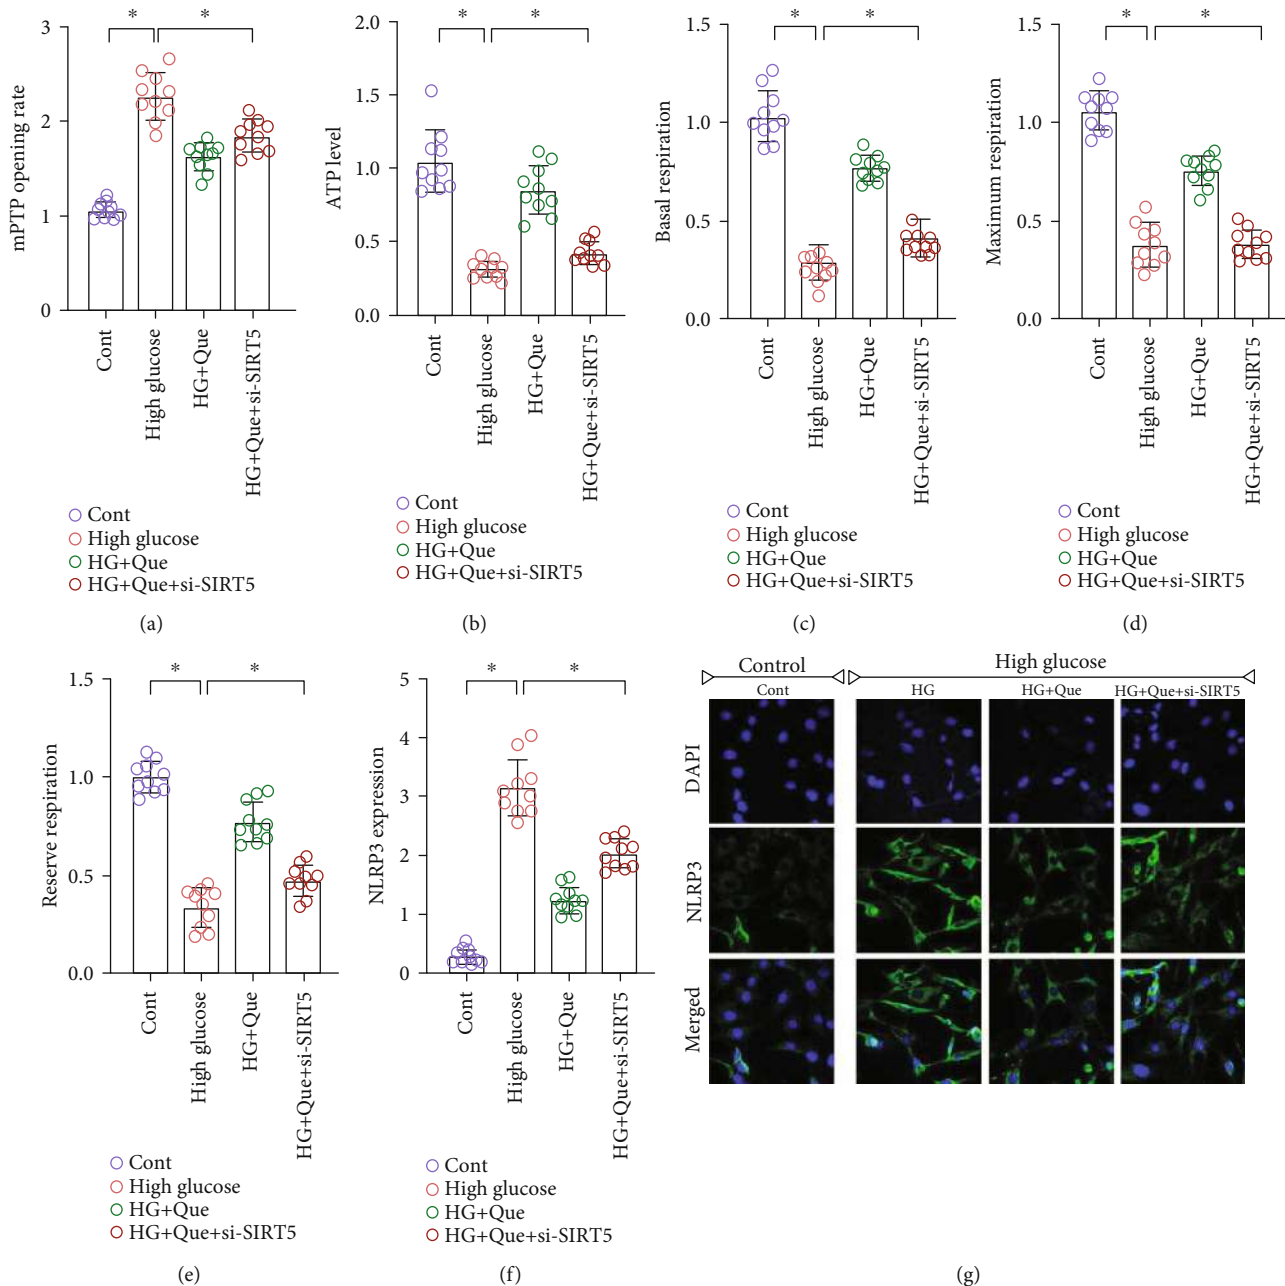 * *
mPTP opening rate
3
2
1
0
Cont
High glucose
HG+Que
HG+Que+si-SIRT5
Cont
High glucose
HG+Que
HG+Que+si-SIRT5
(a)
* *
ATP level
2.0
1.5
1.0
0.5
0.0
Cont
High glucose
HG+Que
HG+Que+si-SIRT5
Cont
High glucose
HG+Que
HG+Que+si-SIRT5
(b)
* *
Basal respiration
1.5
1.0
0.5
0.0
Cont
High glucose
HG+Que
HG+Que+si-SIRT5
Cont
High glucose
HG+Que
HG+Que+si-SIRT5
(c)
* *
Maximum respiration
1.5
1.0
0.5
0.0
Cont
High glucose
HG+Que
HG+Que+si-SIRT5
Cont
High glucose
HG+Que
HG+Que+si-SIRT5
(d)
* *
Reserve respiration
1.5
1.0
0.5
0.0
Cont
High glucose
HG+Que
HG+Que+si-SIRT5
Cont
High glucose
HG+Que
HG+Que+si-SIRT5
(e)
* *
NLRP3 expression
5
4
3
2
1
0
Cont
High glucose
HG+Que
HG+Que+si-SIRT5
Cont
High glucose
HG+Que
HG+Que+si-SIRT5
(f)
Control High glucose
Cont HG HG+Que HG+Que+si-SIRT5
DAPI
NLRP3
Merged
(g)